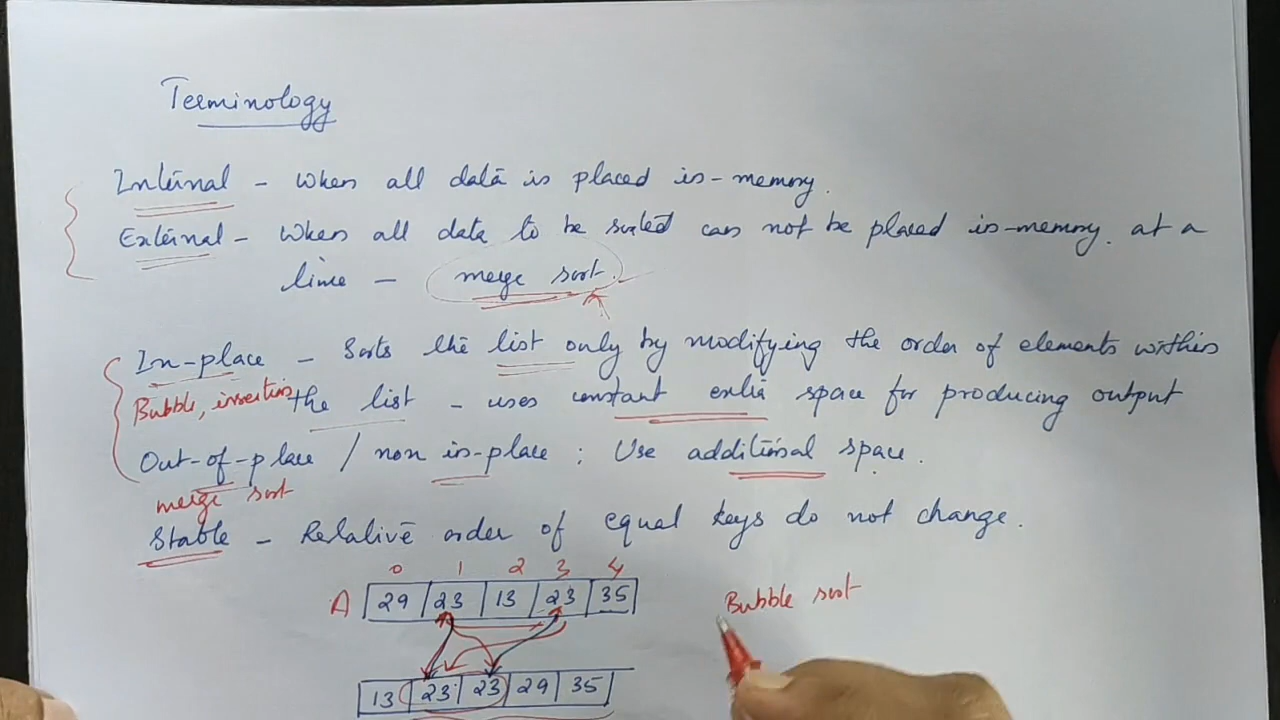 Terminology
Internal - When all data is placed in-memory.
External - When all data to be sorted can not be placed in-memory. at a
time - merge sort.
In-place - Sorts the list only by modifying the order of elements within
Bubble, insertion the list - uses constant extra space for producing output
Out-of-place / non in-place : Use additional space.
merge sort
Stable - Relative order of equal keys do not change.
0 1 2 3 4
A 29 23 13 23 35
Bubble sort
13 23 23 29 35